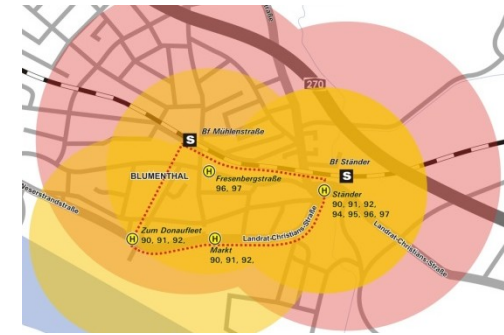 270
S
Bf Mühlenstraße
Bf Ständer
S
BLUMENTHAL
H
Fresenbergstraße
96, 97
H
Ständer
90, 91, 92,
94, 95, 96, 97
Weserstrandstraße
H
Zum Donaufleet
90, 91, 92.
H
Markt
90, 91, 92,
Landrat-Christians-Straße
Landrat-Christians-Straße